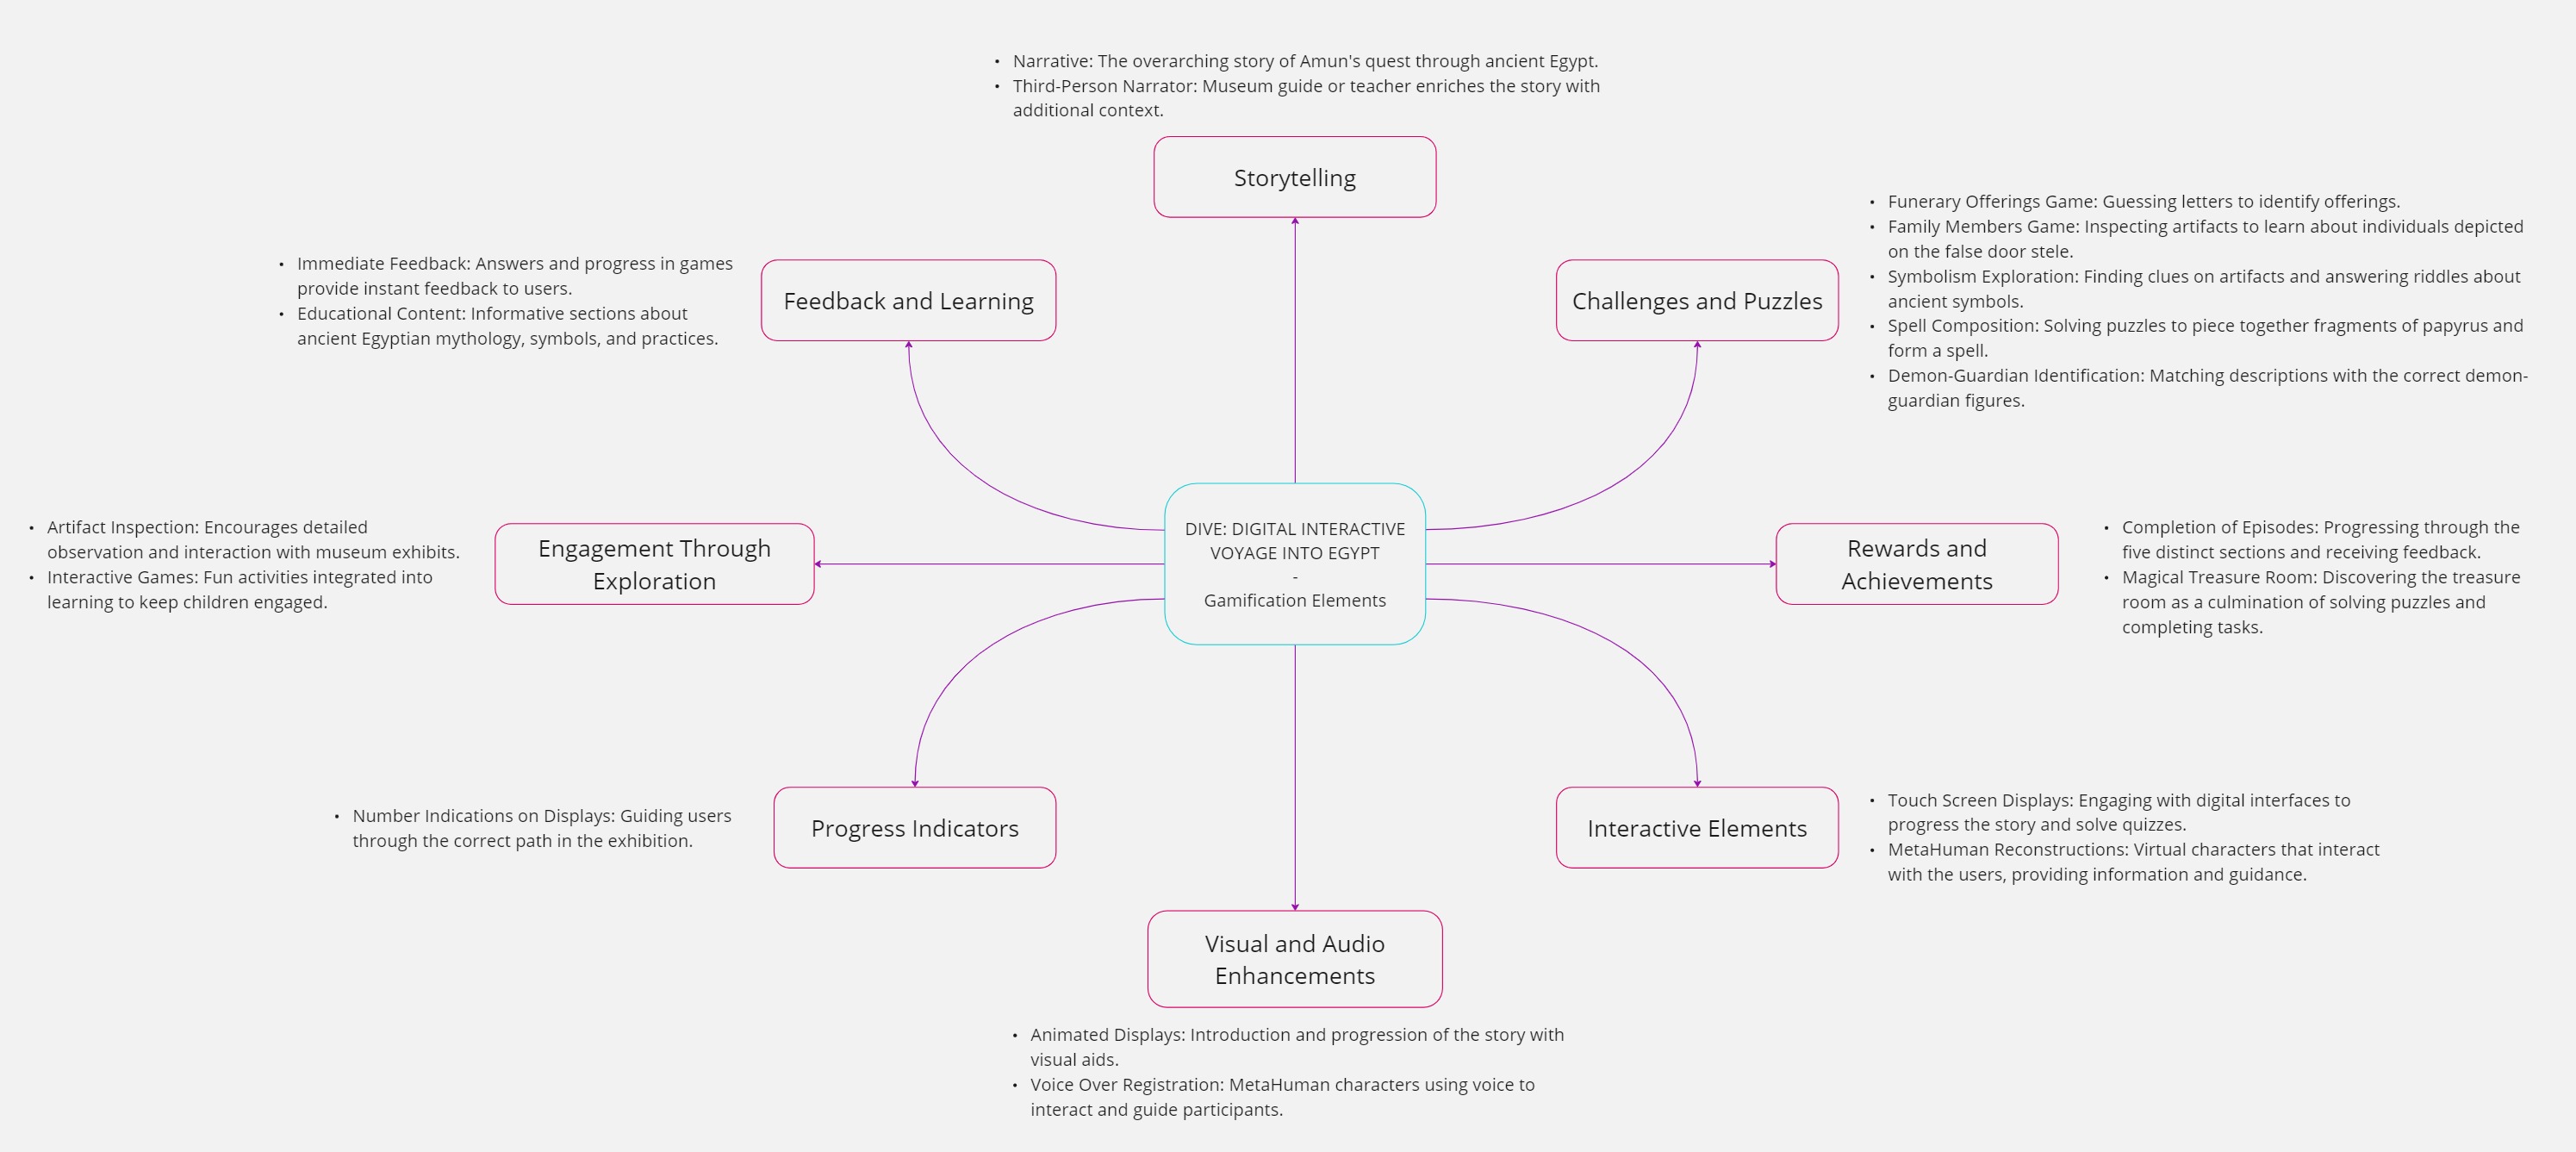 • Narrative: The overarching story of Amun's quest through ancient Egypt.
• Third-Person Narrator: Museum guide or teacher enriches the story with
additional context.
Storytelling
• Funerary Offerings Game: Guessing letters to identify offerings.
• Family Members Game: Inspecting artifacts to learn about individuals depicted
on the false door stele.
• Symbolism Exploration: Finding clues on artifacts and answering riddles about
ancient symbols.
• Spell Composition: Solving puzzles to piece together fragments of papyrus and
form a spell.
• Demon-Guardian Identification: Matching descriptions with the correct demon-
guardian figures.
Challenges and Puzzles
• Immediate Feedback: Answers and progress in games
provide instant feedback to users.
• Educational Content: Informative sections about
ancient Egyptian mythology, symbols, and practices.
Feedback and Learning
• Artifact Inspection: Encourages detailed
observation and interaction with museum exhibits.
• Interactive Games: Fun activities integrated into
learning to keep children engaged.
Engagement Through
Exploration
DIVE: DIGITAL INTERACTIVE
VOYAGE INTO EGYPT
-
Gamification Elements
Rewards and
Achievements
• Completion of Episodes: Progressing through the
five distinct sections and receiving feedback.
• Magical Treasure Room: Discovering the treasure
room as a culmination of solving puzzles and
completing tasks.
• Number Indications on Displays: Guiding users
through the correct path in the exhibition.
Progress Indicators
Interactive Elements
• Touch Screen Displays: Engaging with digital interfaces to
progress the story and solve quizzes.
• MetaHuman Reconstructions: Virtual characters that interact
with the users, providing information and guidance.
Visual and Audio
Enhancements
• Animated Displays: Introduction and progression of the story with
visual aids.
• Voice Over Registration: MetaHuman characters using voice to
interact and guide participants.